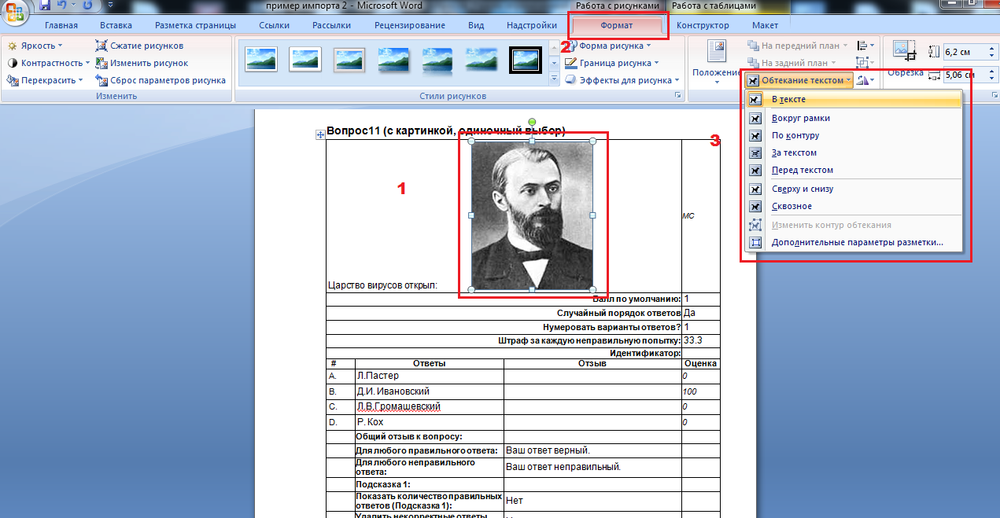 пример импорта 2 - Microsoft Word
Работа с рисунками
Работа с таблицами
Главная
Вставка
Разметка страницы
Ссылки
Рассылки
Рецензирование
Вид
Надстройки
Формат
Конструктор
Макет
Яркость
Контрастность
Перекрасить
Сжатие рисунков
Изменить рисунок
Сброс параметров рисунка
Изменить
Стили рисунков
2
Форма рисунка
Граница рисунка
Эффекты для рисунка
Положение
На передний план
На задний план
Обтекание текстом
Обрезка
6,2 см
5,06 см
В тексте
Вокруг рамки
По контуру
За текстом
Перед текстом
Сверху и снизу
Сквозное
Изменить контур обтекания
Дополнительные параметры разметки...
3
Вопрос11 (с картинкой, одиночный выбор)
1
МС
Царство вирусов открыл:
Балл по умолчанию: 1
Случайный порядок ответов Да
Нумеровать варианты ответов? 1
Штраф за каждую неправильную попытку: 33.3
Идентификатор:
# Ответы Отзыв Оценка
A. Л.Пастер 0
B. Д.И. Ивановский 100
C. Л.В.Громашевский 0
D. Р. Кох 0
Общий отзыв к вопросу:
Для любого правильного ответа: Ваш ответ верный.
Для любого неправильного
ответа: Ваш ответ неправильный.
Подсказка 1:
Показать количество правильных
ответов (Подсказка 1): Нет
Удалить некорректные ответы